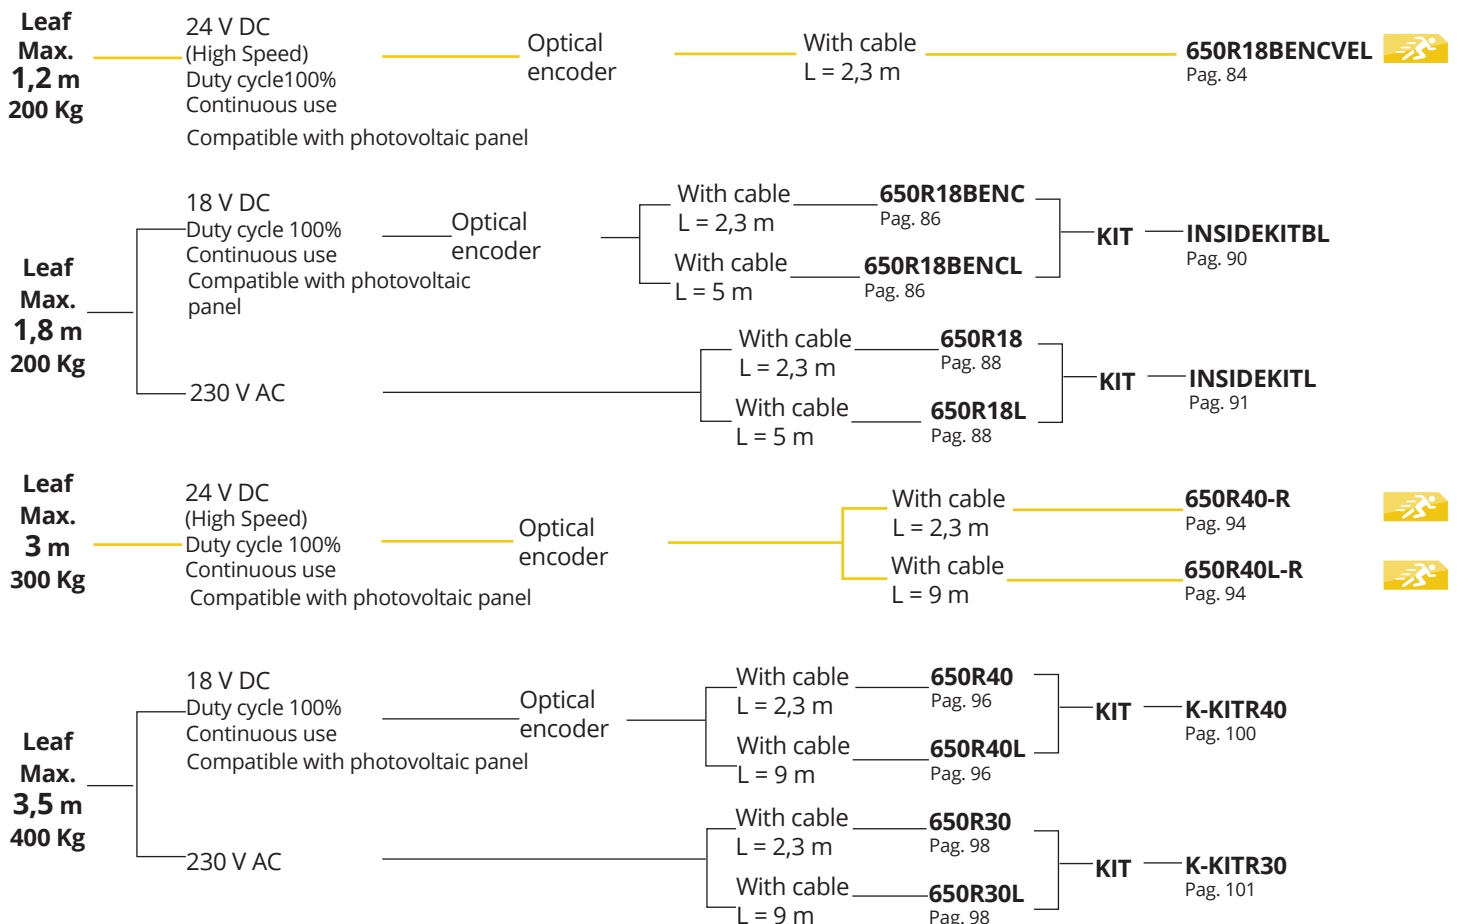 Leaf
Max.
1,2 m
200 Kg
24 V DC
(High Speed)
Duty cycle100%
Continuous use
Compatible with photovoltaic panel
Optical
encoder
With cable
L = 2,3 m
650R18BENCVEL
Pag. 84
Leaf
Max.
1,8 m
200 Kg
18 V DC
Duty cycle 100%
Continuous use
Compatible with photovoltaic
panel
Optical
encoder
With cable
L = 2,3 m
650R18BENC
Pag. 86
With cable
L = 5 m
650R18BENCL
Pag. 86
KIT
INSIDEKITBL
Pag. 90
230 V AC
With cable
L = 2,3 m
650R18
Pag. 88
With cable
L = 5 m
650R18L
Pag. 88
KIT
INSIDEKITL
Pag. 91
Leaf
Max.
3 m
300 Kg
24 V DC
(High Speed)
Duty cycle 100%
Continuous use
Compatible with photovoltaic panel
Optical
encoder
With cable
L = 2,3 m
650R40-R
Pag. 94
With cable
L = 9 m
650R40L-R
Pag. 94
Leaf
Max.
3,5 m
400 Kg
18 V DC
Duty cycle 100%
Continuous use
Compatible with photovoltaic panel
Optical
encoder
With cable
L = 2,3 m
650R40
Pag. 96
With cable
L = 9 m
650R40L
Pag. 96
KIT
K-KITR40
Pag. 100
230 V AC
With cable
L = 2,3 m
650R30
Pag. 98
With cable
L = 9 m
650R30L
Pag. 98
KIT
K-KITR30
Pag. 101